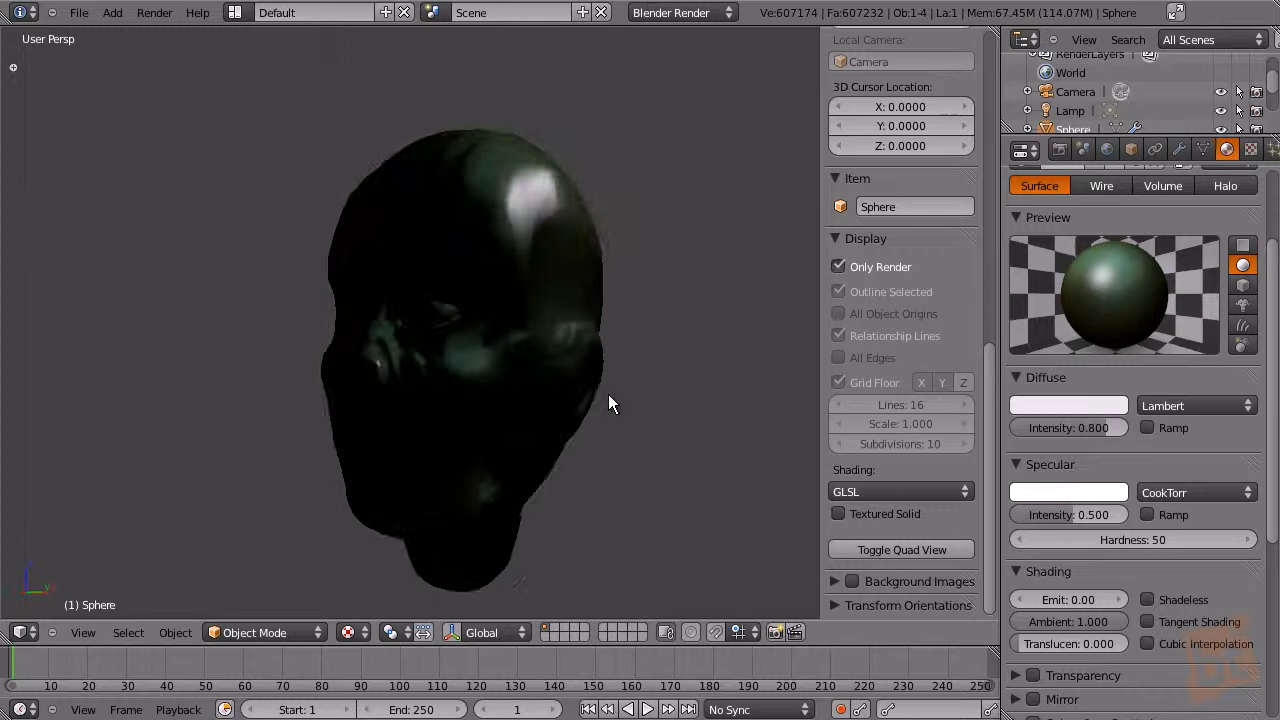 File Add Render Help Default Scene Blender Render Ve:607174 | Fa:607232 | Ob:1-4 | La:1 | Mem:67.45M (114.07M) | Sphere
User Persp
Local Camera:
Camera
3D Cursor Location:
X: 0.0000
Y: 0.0000
Z: 0.0000
Item
Sphere
Display
Only Render
Outline Selected
All Object Origins
Relationship Lines
All Edges
Grid Floor X Y Z
Lines: 16
Scale: 1.000
Subdivisions: 10
Shading:
GLSL
Textured Solid
Toggle Quad View
Background Images
Transform Orientations
View Search All Scenes
RenderLayers
World
Camera
Lamp
Sphere
Surface Wire Volume Halo
Preview
Diffuse
Lambert
Intensity: 0.800 Ramp
Specular
CookTorr
Intensity: 0.500 Ramp
Hardness: 50
Shading
Emit: 0.00 Shadeless
Ambient: 1.000 Tangent Shading
Translucen: 0.000 Cubic Interpolation
Transparency
Mirror
(1) Sphere
View Select Object Object Mode Global
10 20 30 40 50 60 70 80 90 100 110 120 130 140 150 160 170 180 190 200 210 220 230 240 250
View Frame Playback Start: 1 End: 250 1 No Sync